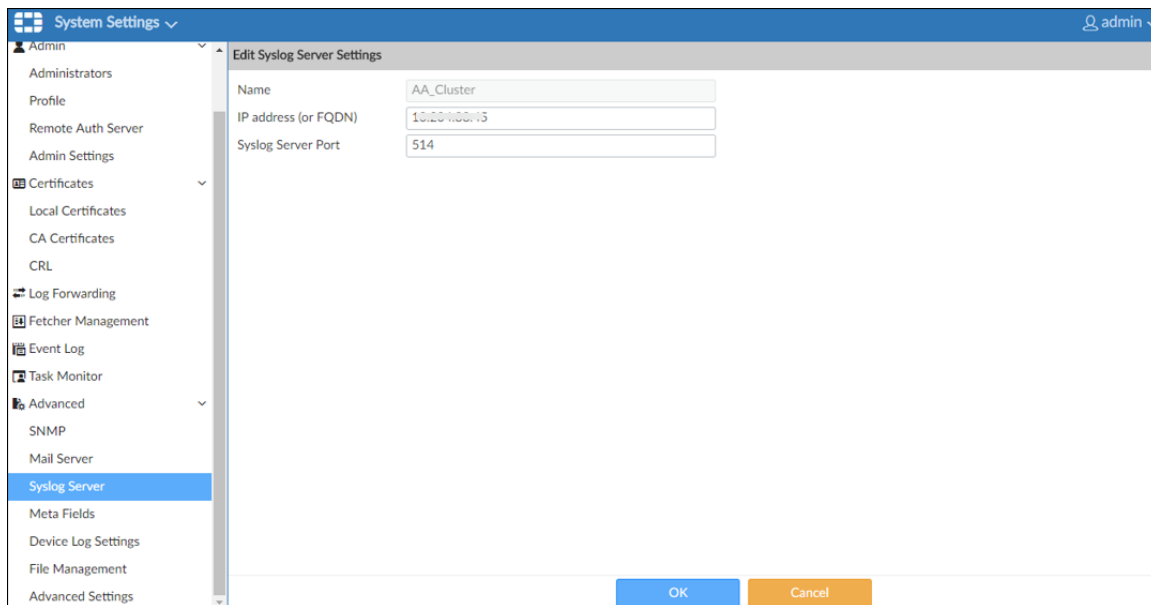 System Settings
admin
Admin
Administrators
Profile
Remote Auth Server
Admin Settings
Certificates
Local Certificates
CA Certificates
CRL
Log Forwarding
Fetcher Management
Event Log
Task Monitor
Advanced
SNMP
Mail Server
Syslog Server
Meta Fields
Device Log Settings
File Management
Advanced Settings
Edit Syslog Server Settings
Name AA_Cluster
IP address (or FQDN)
Syslog Server Port 514
OK Cancel